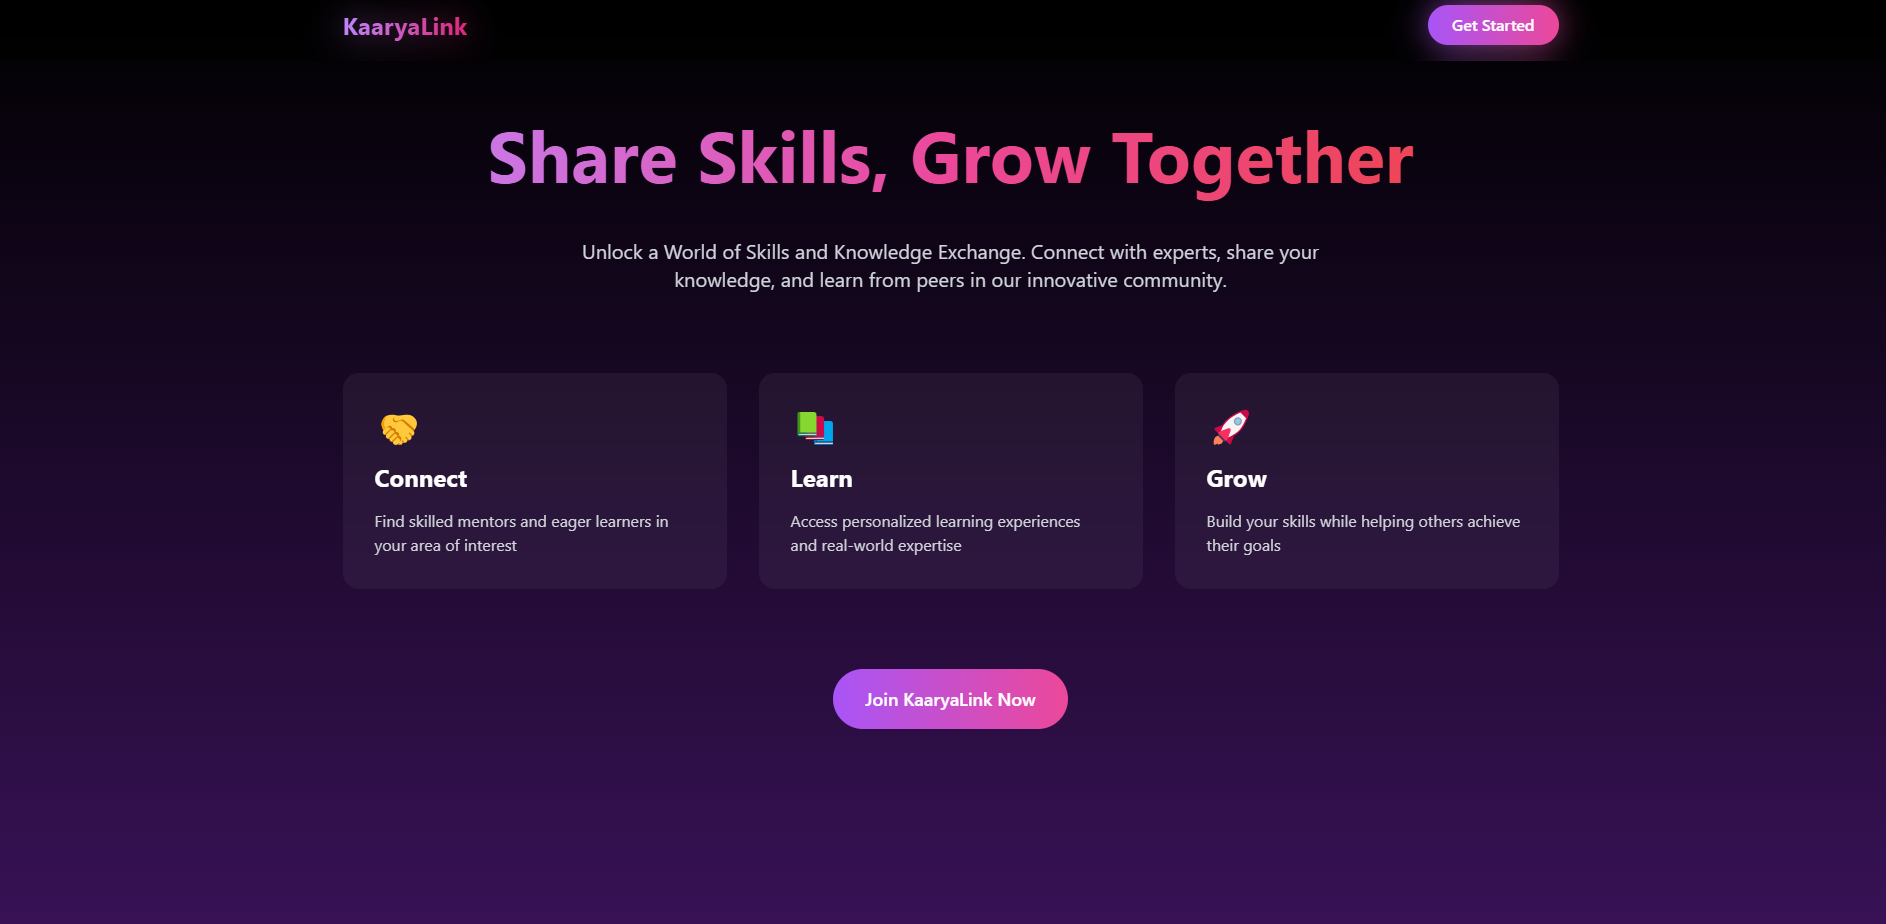 KaaryaLink
Get Started
Share Skills, Grow Together
Unlock a World of Skills and Knowledge Exchange. Connect with experts, share your
knowledge, and learn from peers in our innovative community.
Connect
Find skilled mentors and eager learners in
your area of interest
Learn
Access personalized learning experiences
and real-world expertise
Grow
Build your skills while helping others achieve
their goals
Join KaaryaLink Now